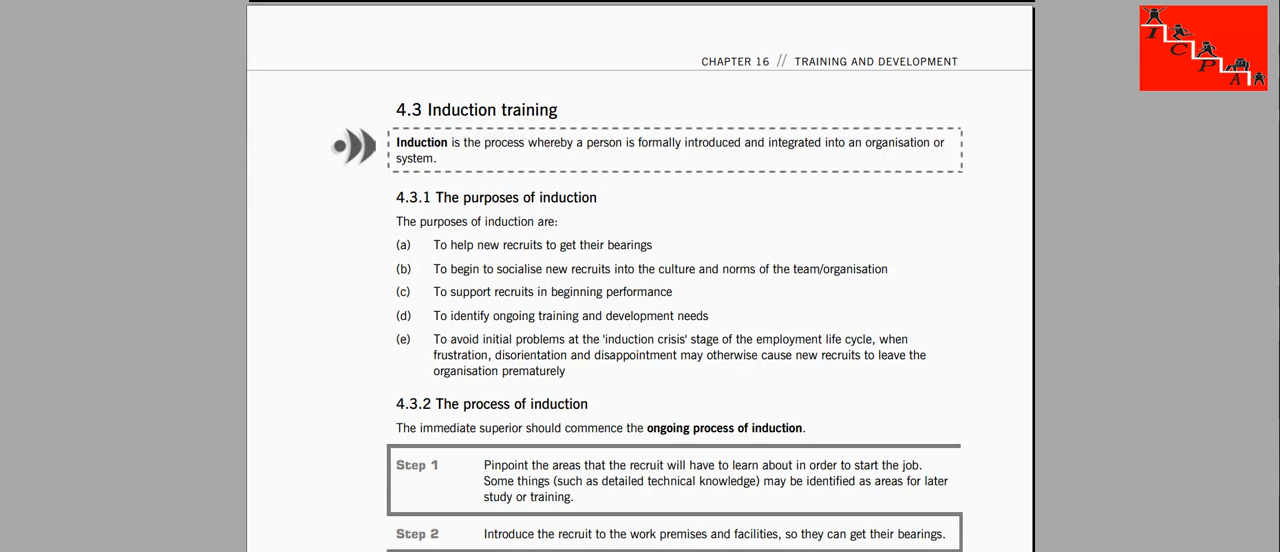 I
C
P
A
CHAPTER 16 // TRAINING AND DEVELOPMENT
4.3 Induction training
Induction is the process whereby a person is formally introduced and integrated into an organisation or
system.
4.3.1 The purposes of induction
The purposes of induction are:
(a) To help new recruits to get their bearings
(b) To begin to socialise new recruits into the culture and norms of the team/organisation
(c) To support recruits in beginning performance
(d) To identify ongoing training and development needs
(e) To avoid initial problems at the 'induction crisis' stage of the employment life cycle, when
frustration, disorientation and disappointment may otherwise cause new recruits to leave the
organisation prematurely
4.3.2 The process of induction
The immediate superior should commence the ongoing process of induction.
Step 1 Pinpoint the areas that the recruit will have to learn about in order to start the job.
Some things (such as detailed technical knowledge) may be identified as areas for later
study or training.
Step 2 Introduce the recruit to the work premises and facilities, so they can get their bearings.